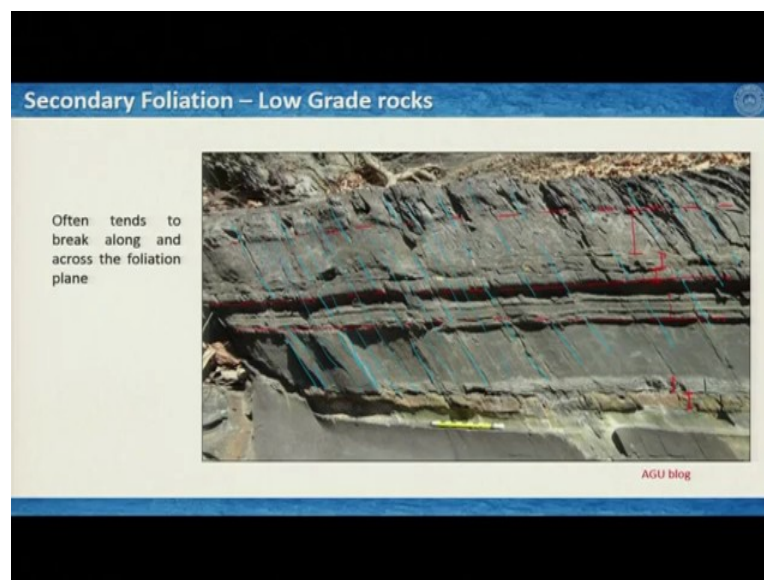 Secondary Foliation – Low Grade rocks
Often tends to
break along and
across the foliation
plane
AGU blog